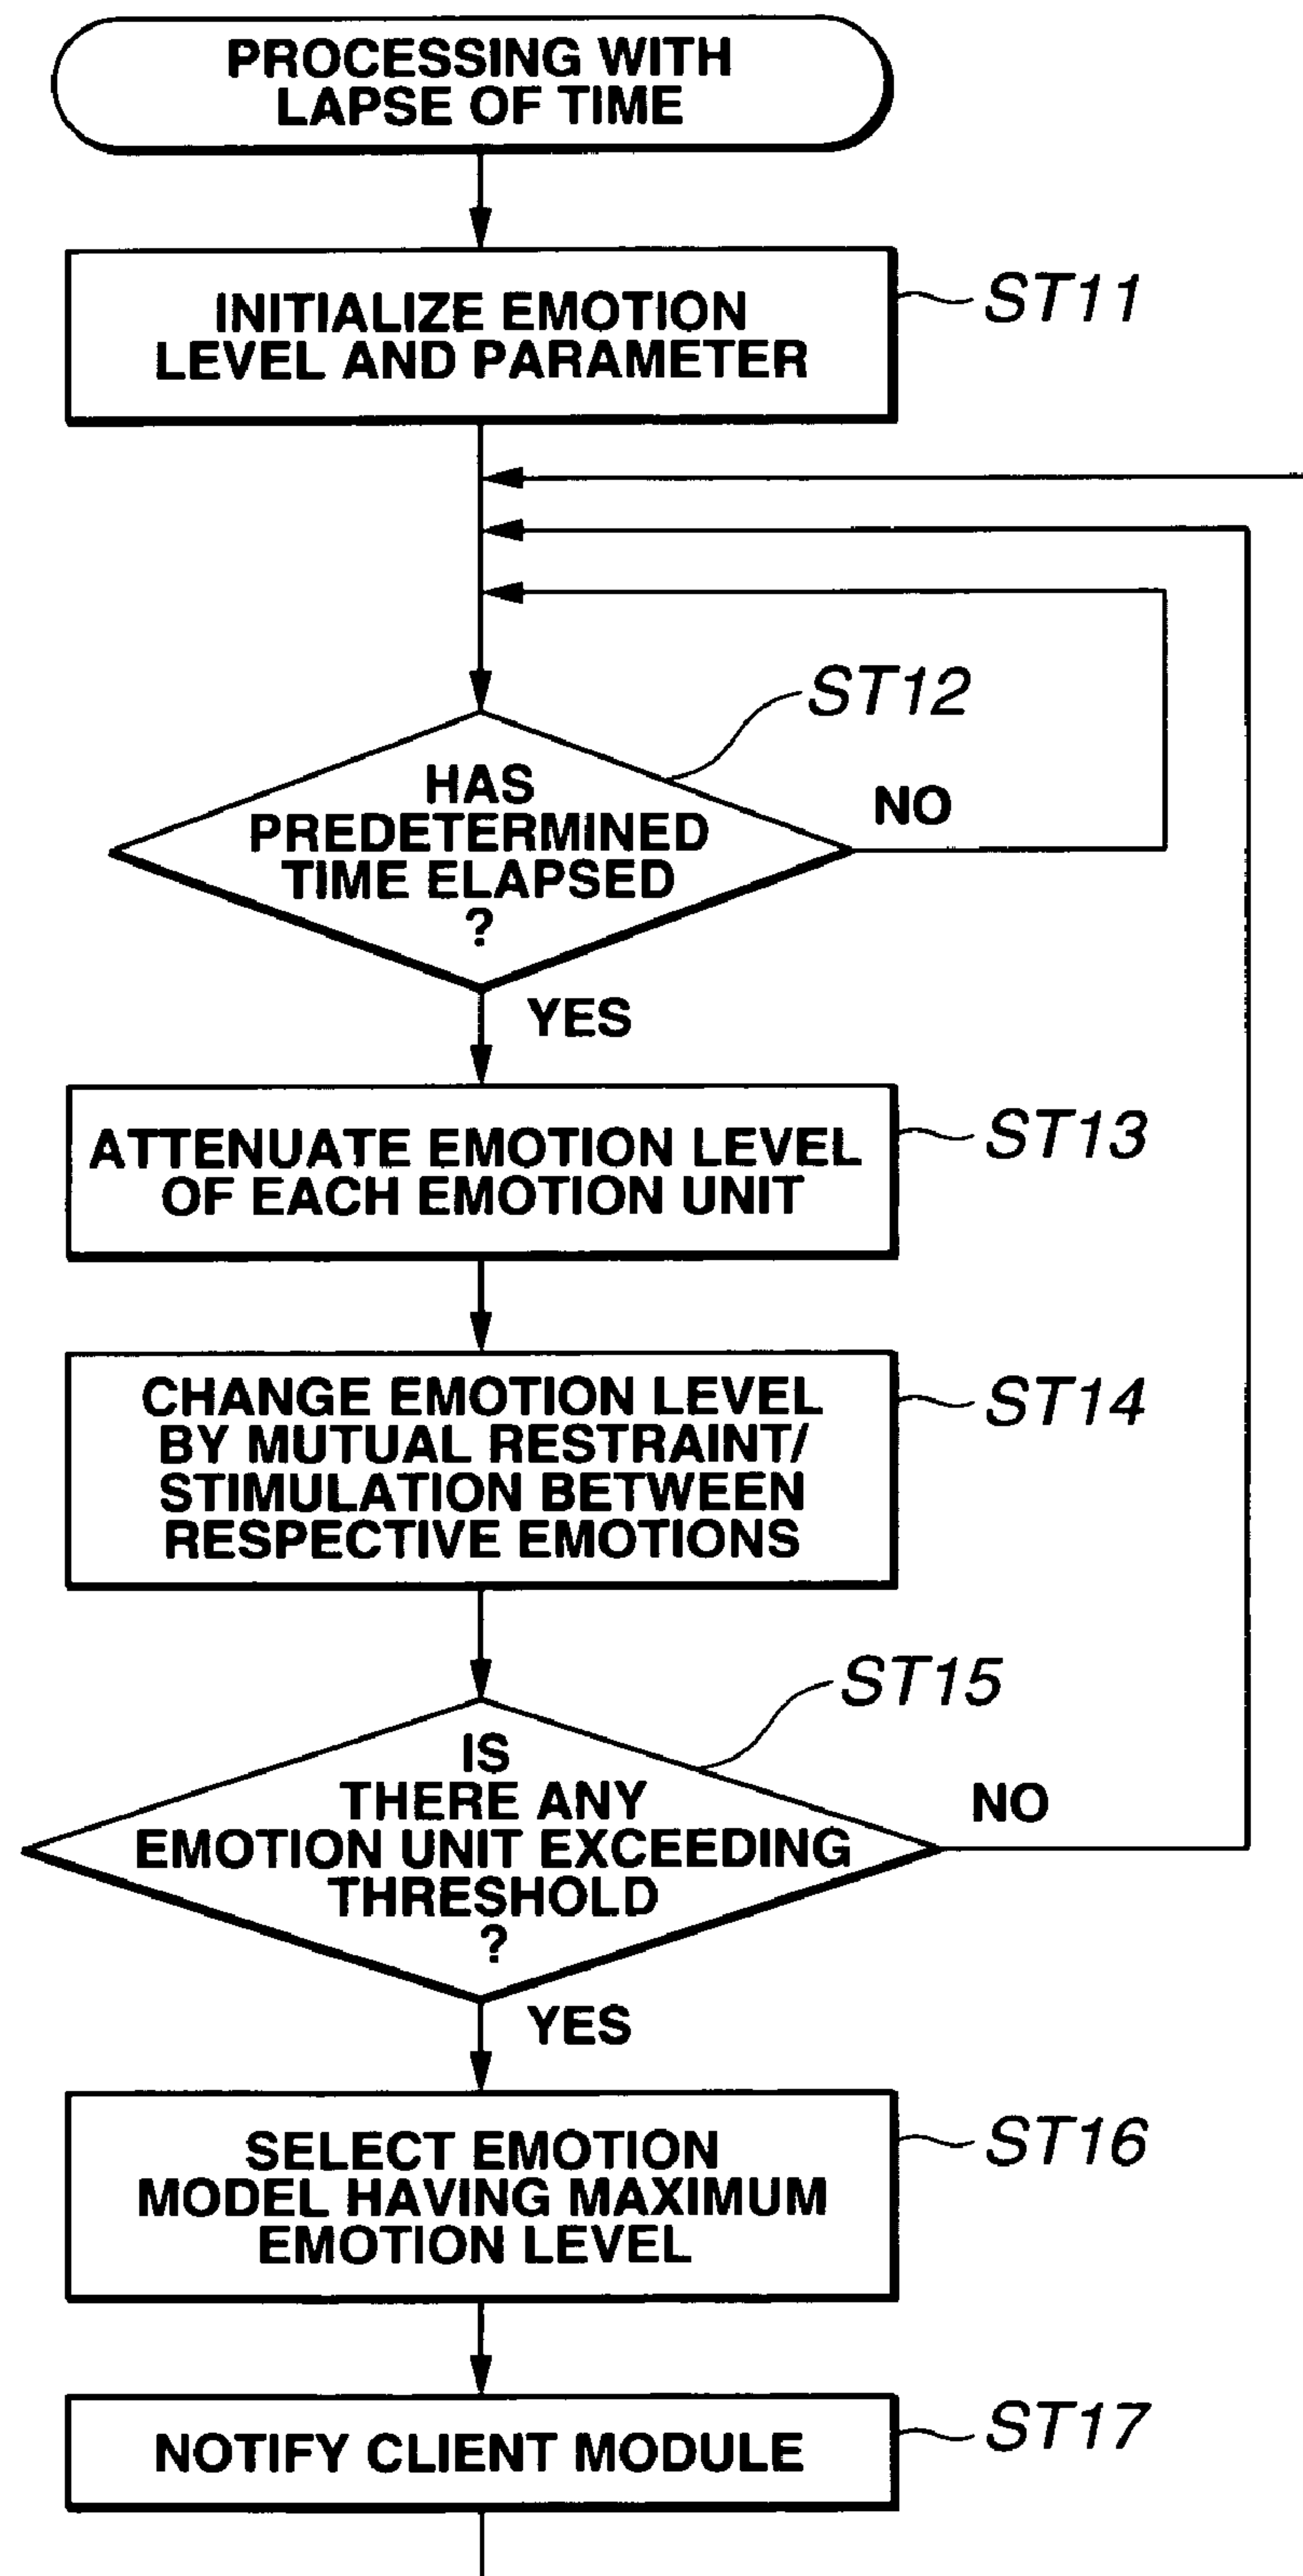 PROCESSING WITH
LAPSE OF TIME
INITIALIZE EMOTION
LEVEL AND PARAMETER
ST11
ST12
HAS
PREDETERMINED
TIME ELAPSED
?
NO
YES
ATTENUATE EMOTION LEVEL
OF EACH EMOTION UNIT
ST13
CHANGE EMOTION LEVEL
BY MUTUAL RESTRAINT/
STIMULATION BETWEEN
RESPECTIVE EMOTIONS
ST14
ST15
IS
THERE ANY
EMOTION UNIT EXCEEDING
THRESHOLD
?
NO
YES
SELECT EMOTION
MODEL HAVING MAXIMUM
EMOTION LEVEL
ST16
NOTIFY CLIENT MODULE
ST17